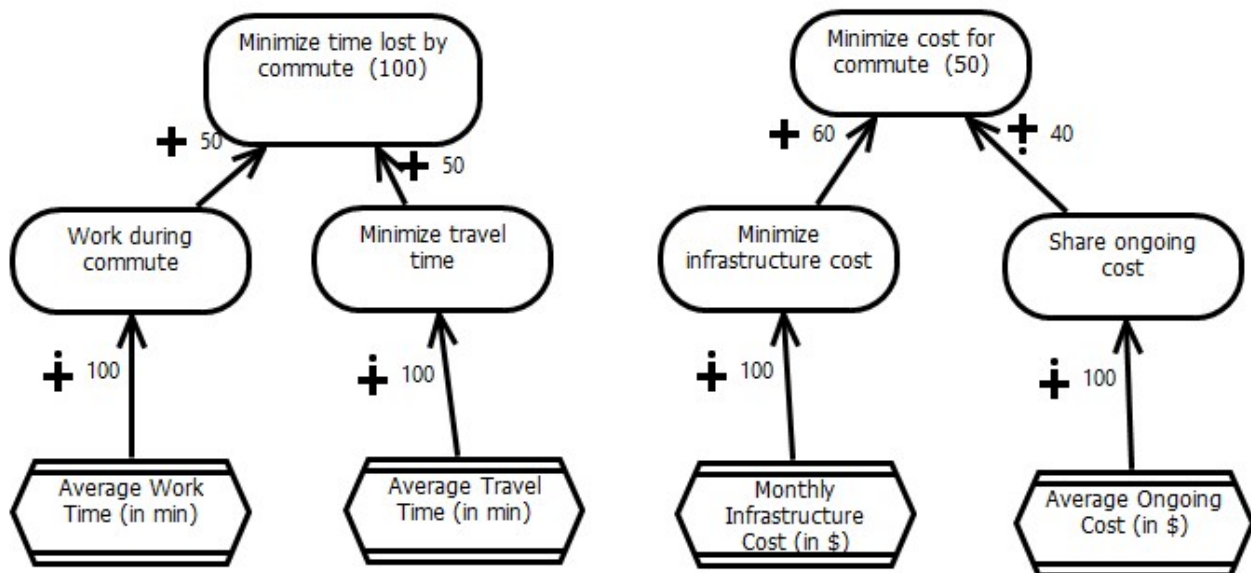 Minimize time lost by
commute (100)
Minimize cost for
commute (50)
50
50
60
40
Work during
commute
Minimize travel
time
Minimize
infrastructure cost
Share ongoing
cost
100
100
100
100
Average Work
Time (in min)
Average Travel
Time (in min)
Monthly
Infrastructure
Cost (in $)
Average Ongoing
Cost (in $)